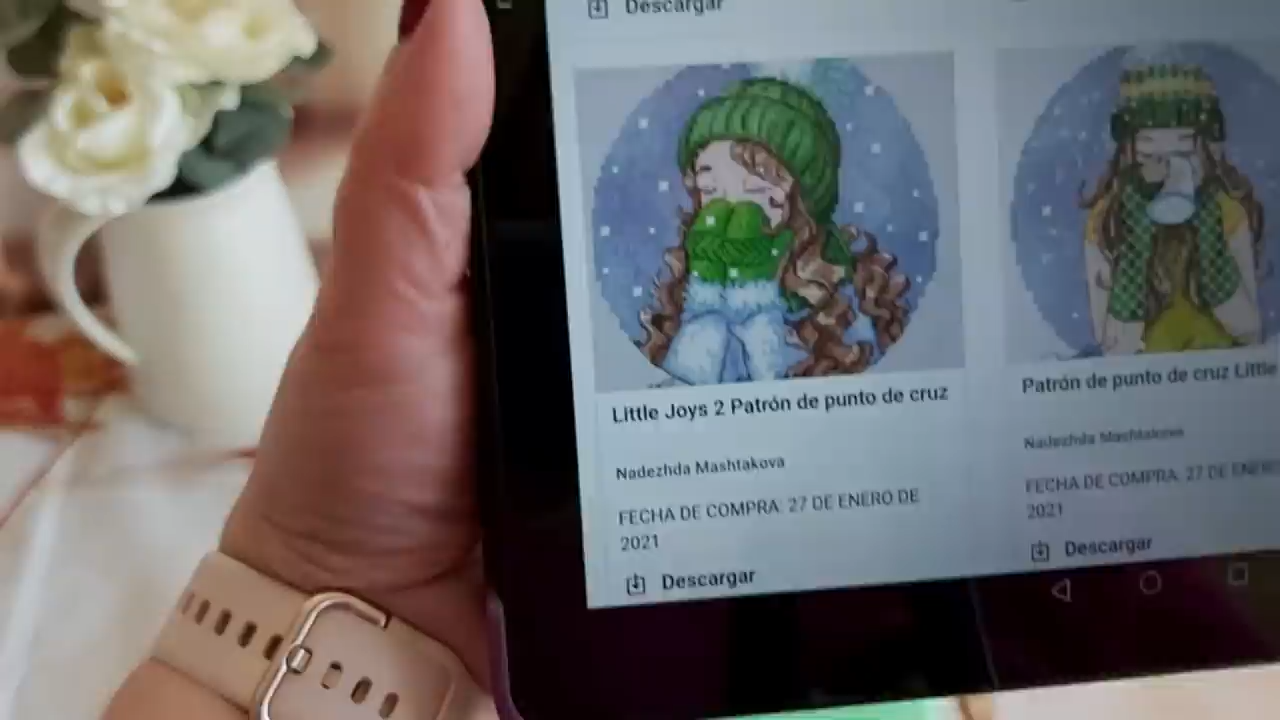 Descargar
Little Joys 2 Patrón de punto de cruz
Nadezhda Mashtakova
FECHA DE COMPRA: 27 DE ENERO DE
2021
Descargar
Patrón de punto de cruz Little
Nadezhda Mashtakova
FECHA DE COMPRA: 27 DE ENERO
2021
Descargar